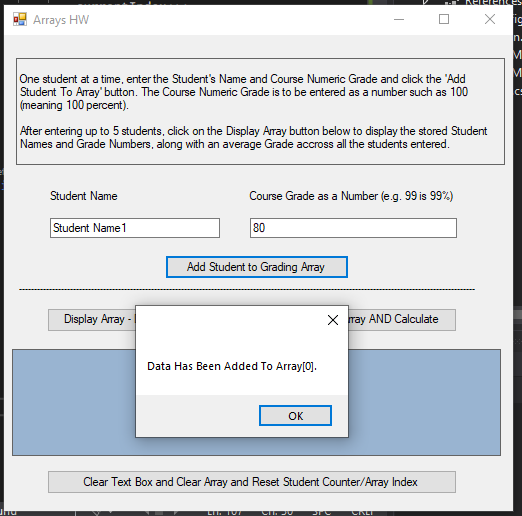 Arrays HW
One student at a time, enter the Student's Name and Course Numeric Grade and click the 'Add
Student To Array' button. The Course Numeric Grade is to be entered as a number such as 100
(meaning 100 percent).
After entering up to 5 students, click on the Display Array button below to display the stored Student
Names and Grade Numbers, along with an average Grade accross all the students entered.
Student Name
Course Grade as a Number (e.g. 99 is 99%)
Student Name1
80
Add Student to Grading Array
Display Array -
AND Calculate
Data Has Been Added To Array[0].
OK
Clear Text Box and Clear Array and Reset Student Counter/Array Index